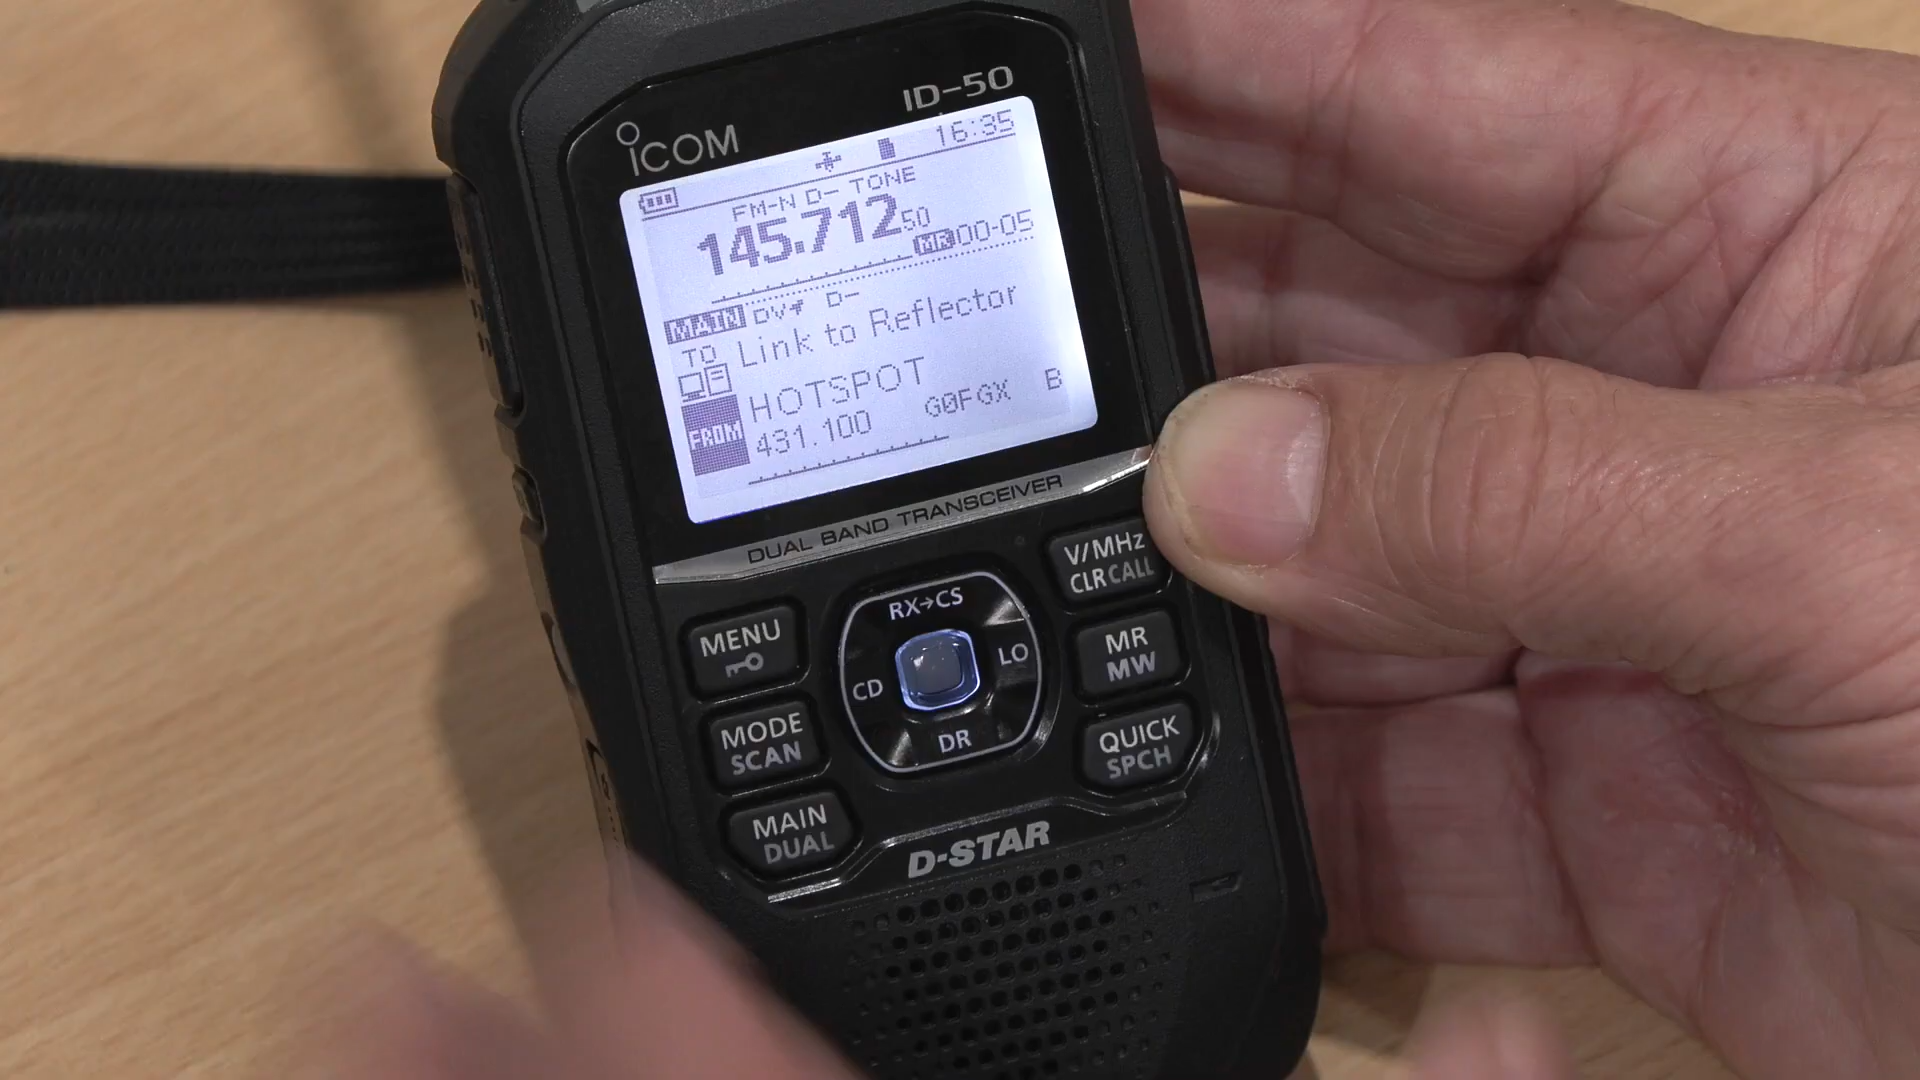 ID-50
ICOM
16:35
FM-N D- TONE
145.712 50
MR 00-05
MAIN DV D-
TO Link to Reflector
HOTSPOT
FROM 431.100 G0FGX B
DUAL BAND TRANSCEIVER
V/MHz
CLR CALL
RX→CS
MENU
LO
MR
MW
CD
MODE
SCAN
DR
QUICK
SPCH
MAIN
DUAL
D-STAR